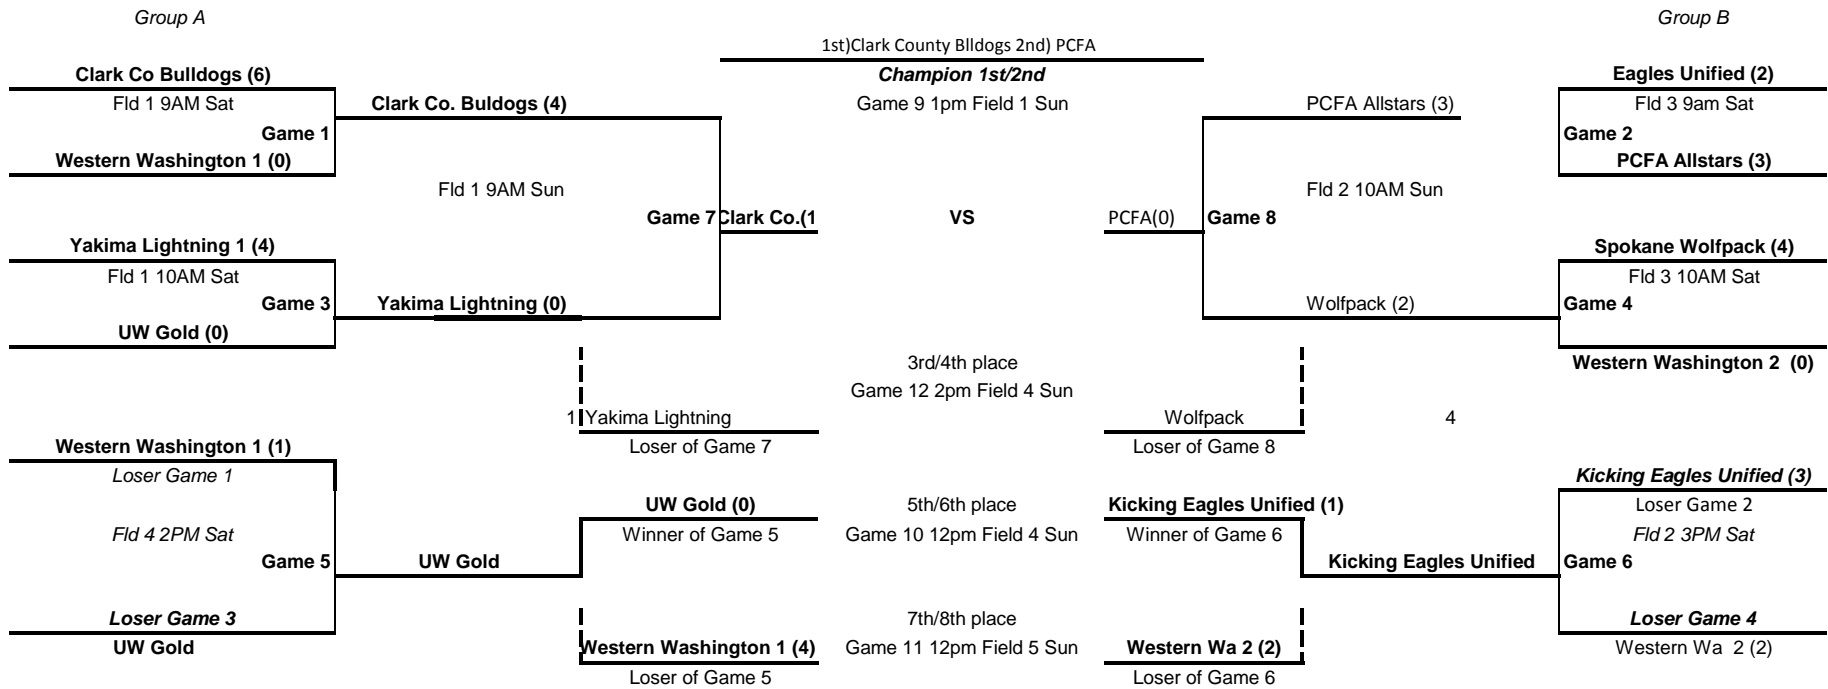 Group A
Group B
1st)Clark County Blldogs 2nd) PCFA
Clark Co Bulldogs (6)
Champion 1st/2nd
Eagles Unified (2)
Fld 1 9AM Sat
Clark Co. Buldogs (4)
Game 9 1pm Field 1 Sun
PCFA Allstars (3)
Fld 3 9am Sat
Game 1
Game 2
Western Washington 1 (0)
PCFA Allstars (3)
Fld 1 9AM Sun
Fld 2 10AM Sun
Game 7
Clark Co.(1
VS
PCFA(0)
Game 8
Yakima Lightning 1 (4)
Spokane Wolfpack (4)
Fld 1 10AM Sat
Fld 3 10AM Sat
Game 3
Yakima Lightning (0)
Wolfpack (2)
Game 4
UW Gold (0)
3rd/4th place
Western Washington 2 (0)
Game 12 2pm Field 4 Sun
1 Yakima Lightning
Wolfpack
4
Western Washington 1 (1)
Loser of Game 7
Loser of Game 8
Loser Game 1
Kicking Eagles Unified (3)
UW Gold (0)
5th/6th place
Kicking Eagles Unified (1)
Loser Game 2
Fld 4 2PM Sat
Winner of Game 5
Game 10 12pm Field 4 Sun
Winner of Game 6
Fld 2 3PM Sat
Game 5
UW Gold
Kicking Eagles Unified
Game 6
Loser Game 3
7th/8th place
Loser Game 4
UW Gold
Western Washington 1 (4)
Game 11 12pm Field 5 Sun
Western Wa 2 (2)
Western Wa 2 (2)
Loser of Game 5
Loser of Game 6